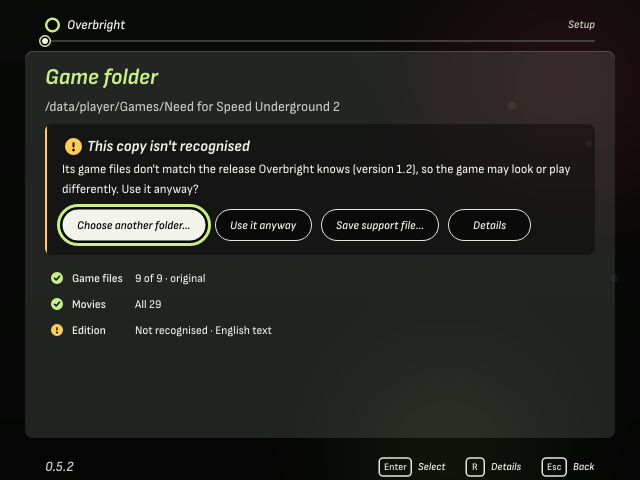 Overbright
Setup
Game folder
/data/player/Games/Need for Speed Underground 2
This copy isn't recognised
Its game files don't match the release Overbright knows (version 1.2), so the game may look or play
differently. Use it anyway?
Choose another folder...
Use it anyway
Save support file...
Details
Game files 9 of 9 · original
Movies All 29
Edition Not recognised · English text
0.5.2
Enter Select
R Details
Esc Back